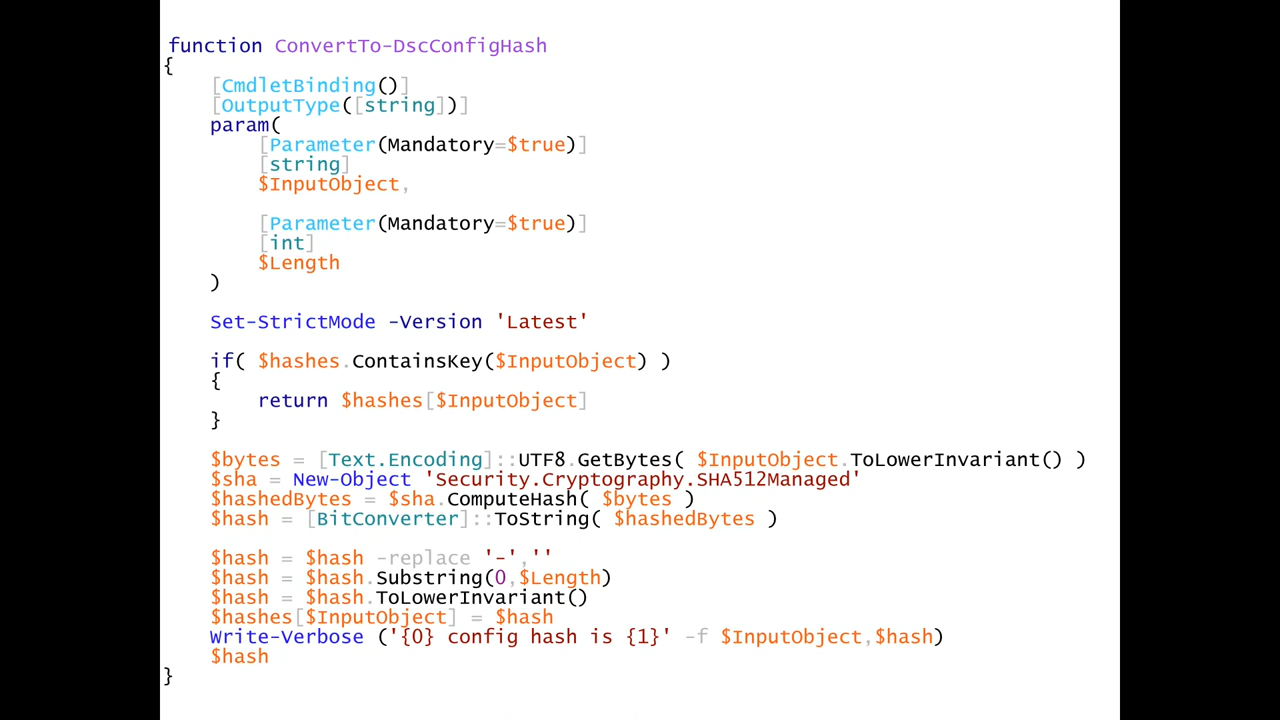 function ConvertTo-DscConfigHash
{
    [CmdletBinding()]
    [OutputType([string])]
    param(
        [Parameter(Mandatory=$true)]
        [string]
        $InputObject,

        [Parameter(Mandatory=$true)]
        [int]
        $Length
    )

    Set-StrictMode -Version 'Latest'

    if( $hashes.ContainsKey($InputObject) )
    {
        return $hashes[$InputObject]
    }

    $bytes = [Text.Encoding]::UTF8.GetBytes( $InputObject.ToLowerInvariant() )
    $sha = New-Object 'Security.Cryptography.SHA512Managed'
    $hashedBytes = $sha.ComputeHash( $bytes )
    $hash = [BitConverter]::ToString( $hashedBytes )

    $hash = $hash -replace '-',''
    $hash = $hash.Substring(0,$Length)
    $hash = $hash.ToLowerInvariant()
    $hashes[$InputObject] = $hash
    Write-Verbose ('{0} config hash is {1}' -f $InputObject,$hash)
    $hash
}